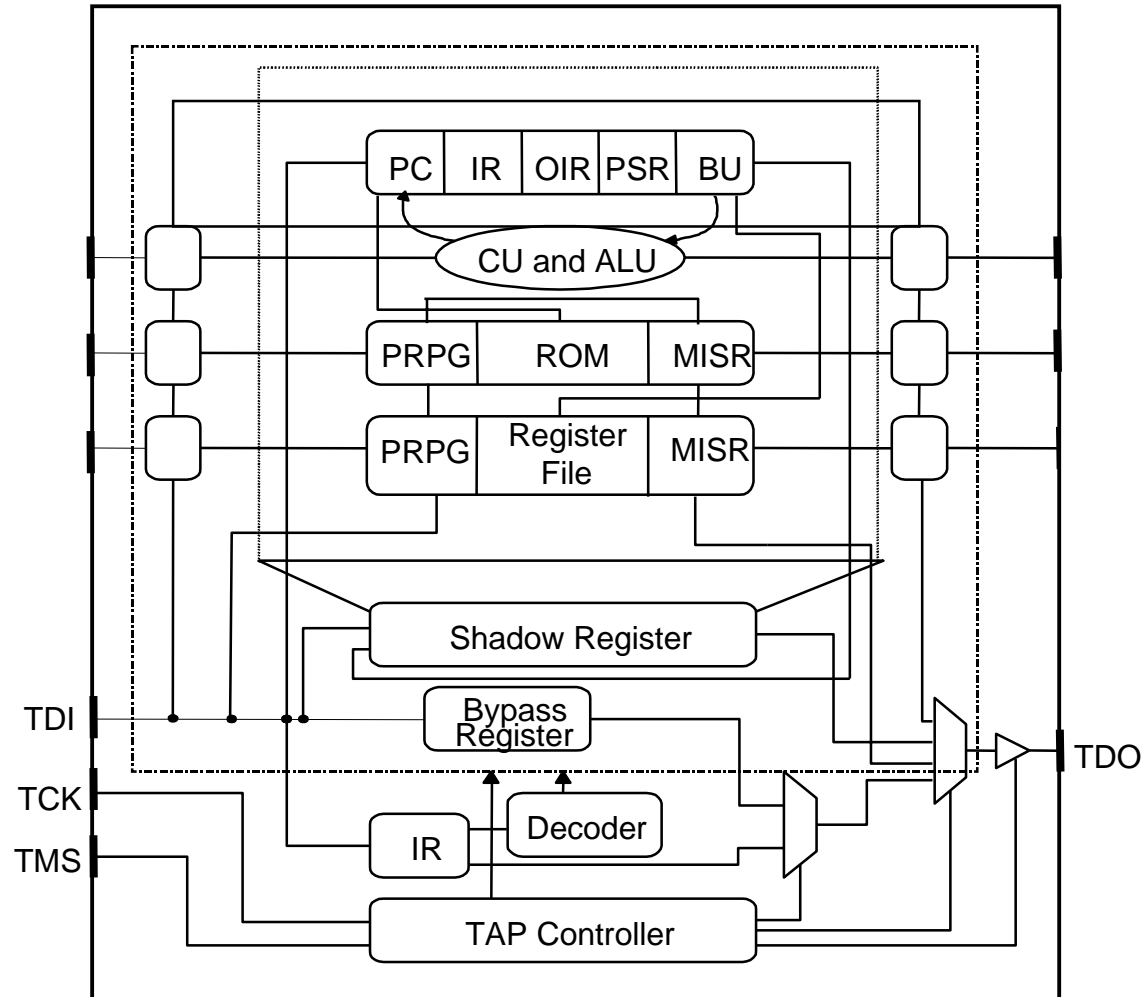 PC IR OIR PSR BU
CU and ALU
PRPG ROM MISR
PRPG Register File MISR
Shadow Register
TDI
Bypass
Register
TDO
TCK
Decoder
IR
TMS
TAP Controller